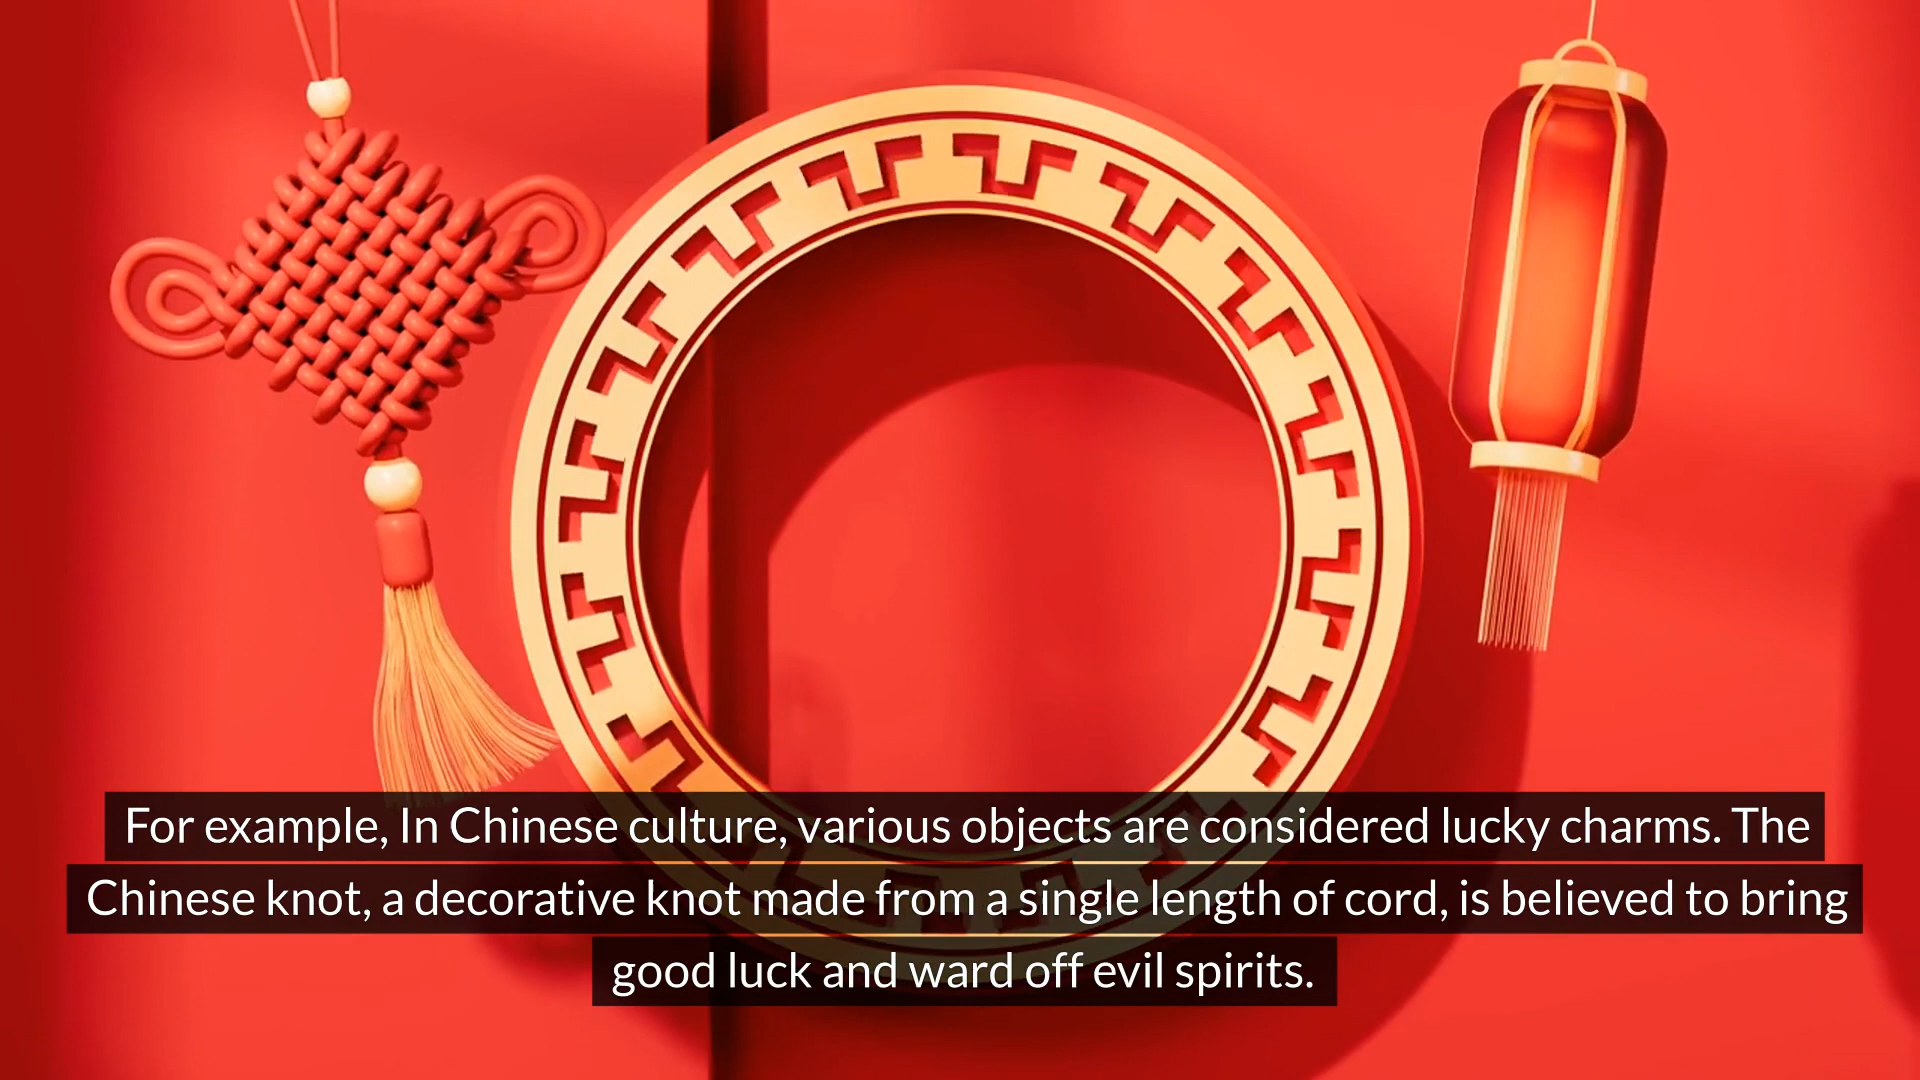 For example, In Chinese culture, various objects are considered lucky charms. The
Chinese knot, a decorative knot made from a single length of cord, is believed to bring
good luck and ward off evil spirits.